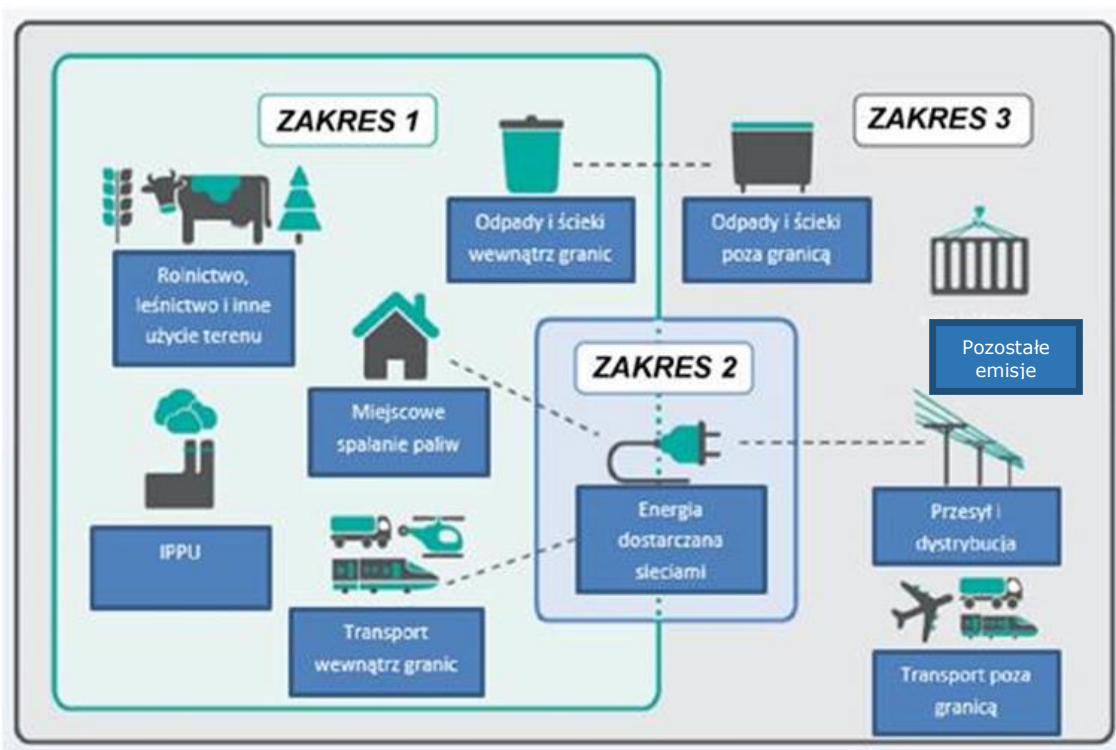 ZAKRES 1
ZAKRES 3
Odpady i ścieki
wewnątrz granic
Odpady i ścieki
poza granicą
Rolnictwo,
leśnictwo i inne
użycie terenu
Pozostałe
emisje
ZAKRES 2
Miejscowe
spalanie paliw
Energia
dostarczana
sieciami
Przesył i
dystrybucja
IPPU
Transport
wewnątrz granic
Transport poza
granicą